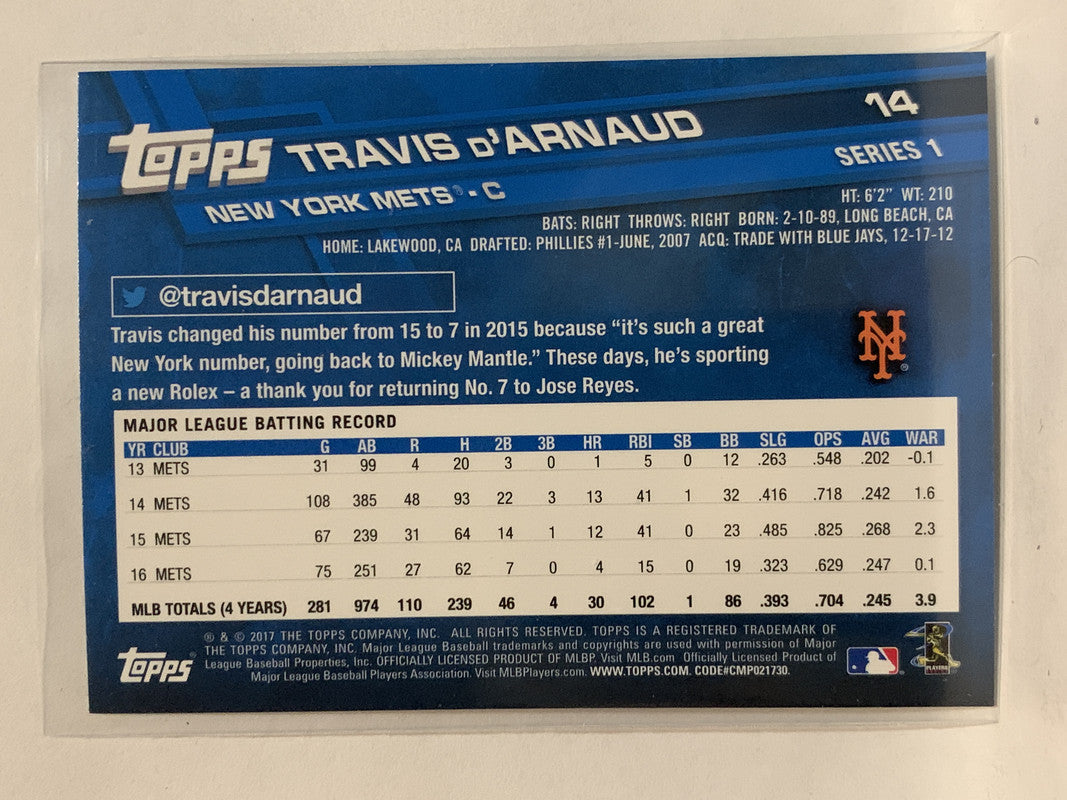 TOPPS TRAVIS D'ARNAUD 14
NEW YORK METS® - C SERIES 1
HT: 6'2" WT: 210
BATS: RIGHT THROWS: RIGHT BORN: 2-10-89, LONG BEACH, CA
HOME: LAKEWOOD, CA DRAFTED: PHILLIES #1-JUNE, 2007 ACQ: TRADE WITH BLUE JAYS, 12-17-12
@travisdarnaud
Travis changed his number from 15 to 7 in 2015 because “it's such a great
New York number, going back to Mickey Mantle.” These days, he's sporting
a new Rolex – a thank you for returning No. 7 to Jose Reyes.
NY®
MAJOR LEAGUE BATTING RECORD
YR CLUB G AB R H 2B 3B HR RBI SB BB SLG OPS AVG WAR
13 METS 31 99 4 20 3 0 1 5 0 12 .263 .548 .202 -0.1
14 METS 108 385 48 93 22 3 13 41 1 32 .416 .718 .242 1.6
15 METS 67 239 31 64 14 1 12 41 0 23 .485 .825 .268 2.3
16 METS 75 251 27 62 7 0 4 15 0 19 .323 .629 .247 0.1
MLB TOTALS (4 YEARS) 281 974 110 239 46 4 30 102 1 86 .393 .704 .245 3.9
® & © 2017 THE TOPPS COMPANY, INC. ALL RIGHTS RESERVED. TOPPS IS A REGISTERED TRADEMARK OF
THE TOPPS COMPANY, INC. Major League Baseball trademarks and copyrights are used with permission of Major
League Baseball Properties, Inc. OFFICIALLY LICENSED PRODUCT OF MLBP. Visit MLB.com Officially Licensed Product of
Major League Baseball Players Association. Visit MLBPlayers.com. WWW.TOPPS.COM. CODE#CMP021730.
TOPPS
PLAYERS